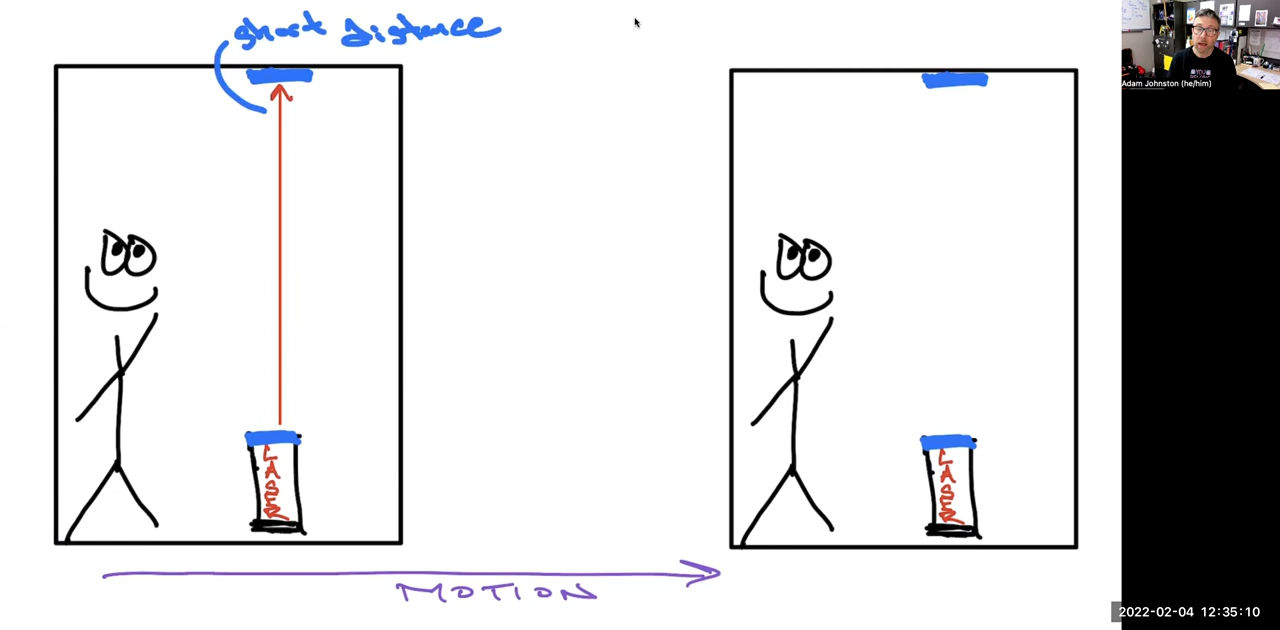 short distance
LASER
LASER
MOTION
Adam Johnston (he/him)
2022-02-04 12:35:10